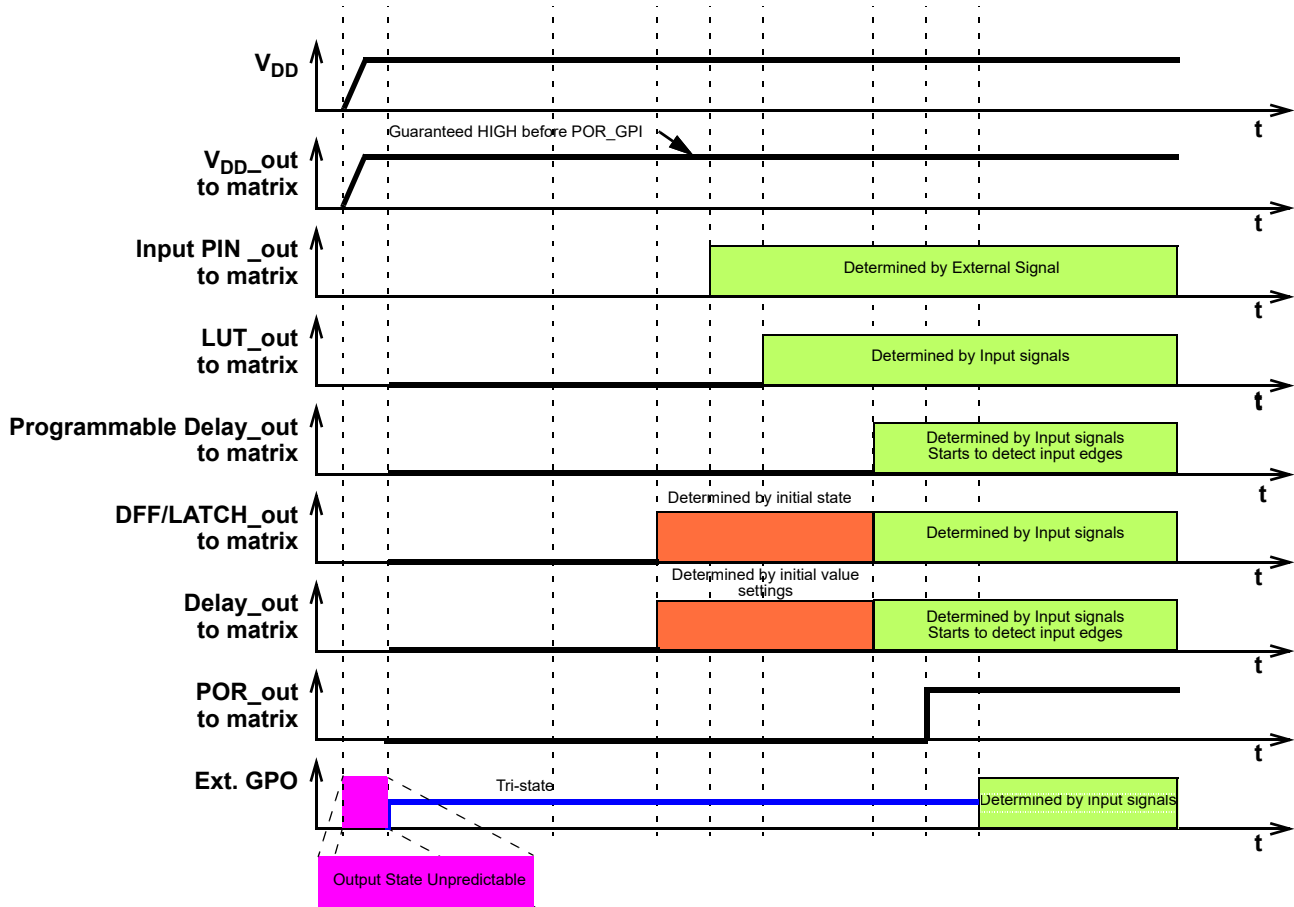 VDD
t
Guaranteed HIGH before POR_GPI
VDD_out
to matrix
t
Input PIN _out
to matrix
Determined by External Signal
t
LUT_out
to matrix
Determined by Input signals
t
Programmable Delay_out
to matrix
Determined by Input signals
Starts to detect input edges
t
Determined by initial state
DFF/LATCH_out
to matrix
Determined by Input signals
t
Determined by initial value
settings
Delay_out
to matrix
Determined by Input signals
Starts to detect input edges
t
POR_out
to matrix
t
Ext. GPO
Tri-state
Determined by input signals
t
Output State Unpredictable